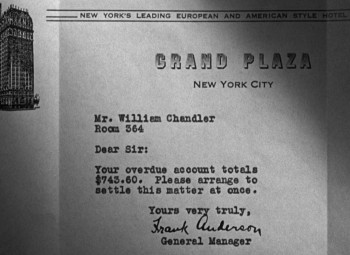 NEW YORK'S LEADING EUROPEAN AND AMERICAN STYLE HOTEL
GRAND PLAZA
NEW YORK CITY
Mr. William Chandler
Room 364
Dear Sir:
Your overdue account totals
$743.60. Please arrange to
settle this matter at once.
Yours very truly,
Frank Anderson
General Manager